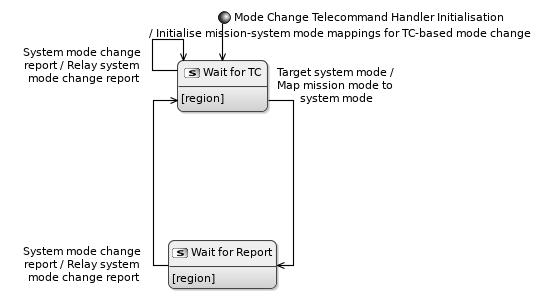 Mode Change Telecommand Handler Initialisation
/ Initialise mission-system mode mappings for TC-based mode change
System mode change
report / Relay system
mode change report
S Wait for TC
[region]
Target system mode /
Map mission mode to
system mode
S Wait for Report
[region]
System mode change
report / Relay system
mode change report